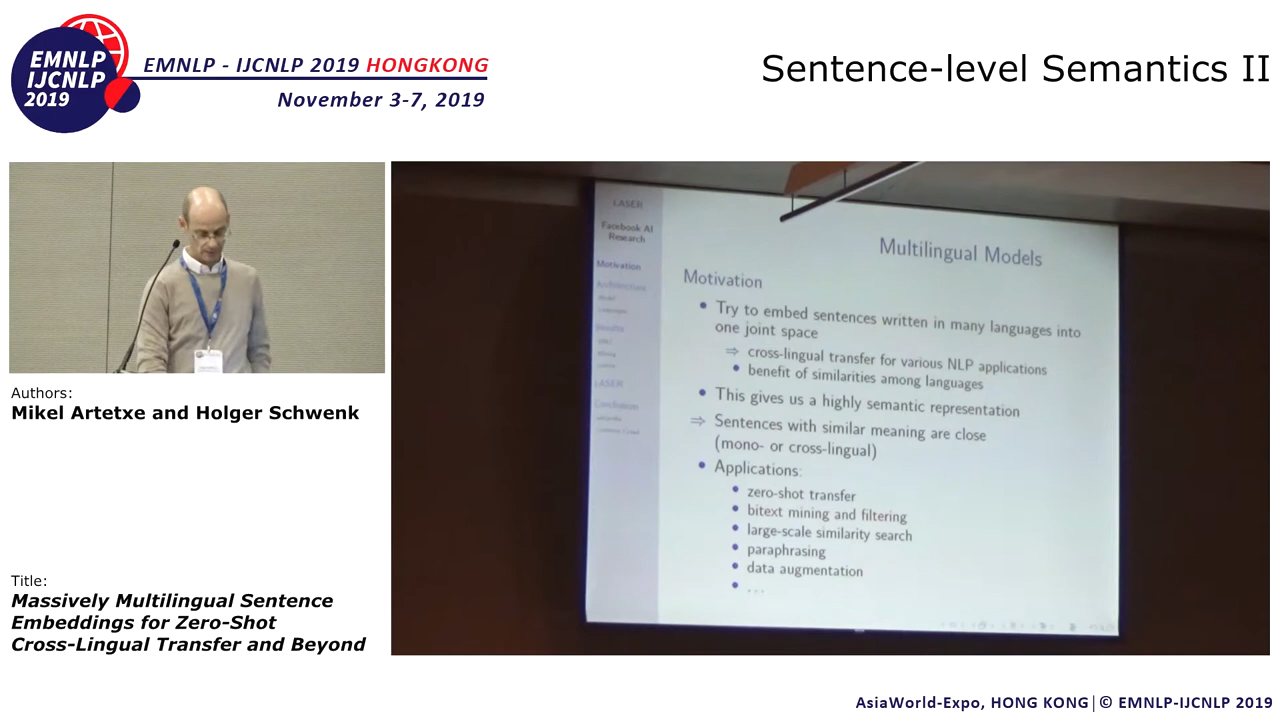 EMNLP
IJCNLP
2019
EMNLP - IJCNLP 2019 HONGKONG
November 3-7, 2019
Sentence-level Semantics II
Authors:
Mikel Artetxe and Holger Schwenk
Title:
Massively Multilingual Sentence
Embeddings for Zero-Shot
Cross-Lingual Transfer and Beyond
LASER
Facebook AI
Research
Motivation
Architecture
LASER
Conclusion
Multilingual Models
Motivation
• Try to embed sentences written in many languages into
one joint space
⇒ cross-lingual transfer for various NLP applications
• benefit of similarities among languages
• This gives us a highly semantic representation
⇒ Sentences with similar meaning are close
(mono- or cross-lingual)
• Applications:
• zero-shot transfer
• bitext mining and filtering
• large-scale similarity search
• paraphrasing
• data augmentation
• ...
AsiaWorld-Expo, HONG KONG | © EMNLP-IJCNLP 2019